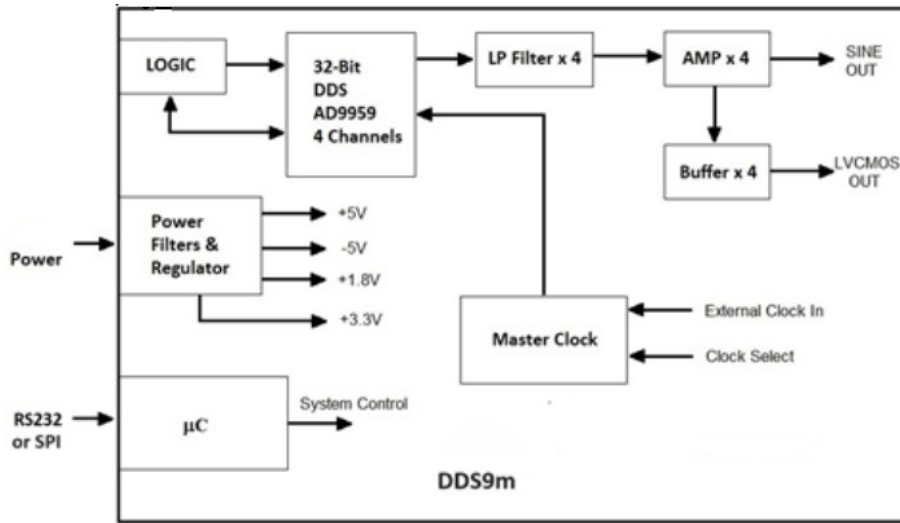 LOGIC
32-Bit
DDS
AD9959
4 Channels
LP Filter x 4
AMP x 4
SINE
OUT
Buffer x 4
LVCMOS
OUT
Power
Power
Filters &
Regulator
+5V
-5V
+1.8V
+3.3V
Master Clock
External Clock In
Clock Select
RS232
or SPI
µC
System Control
DDS9m